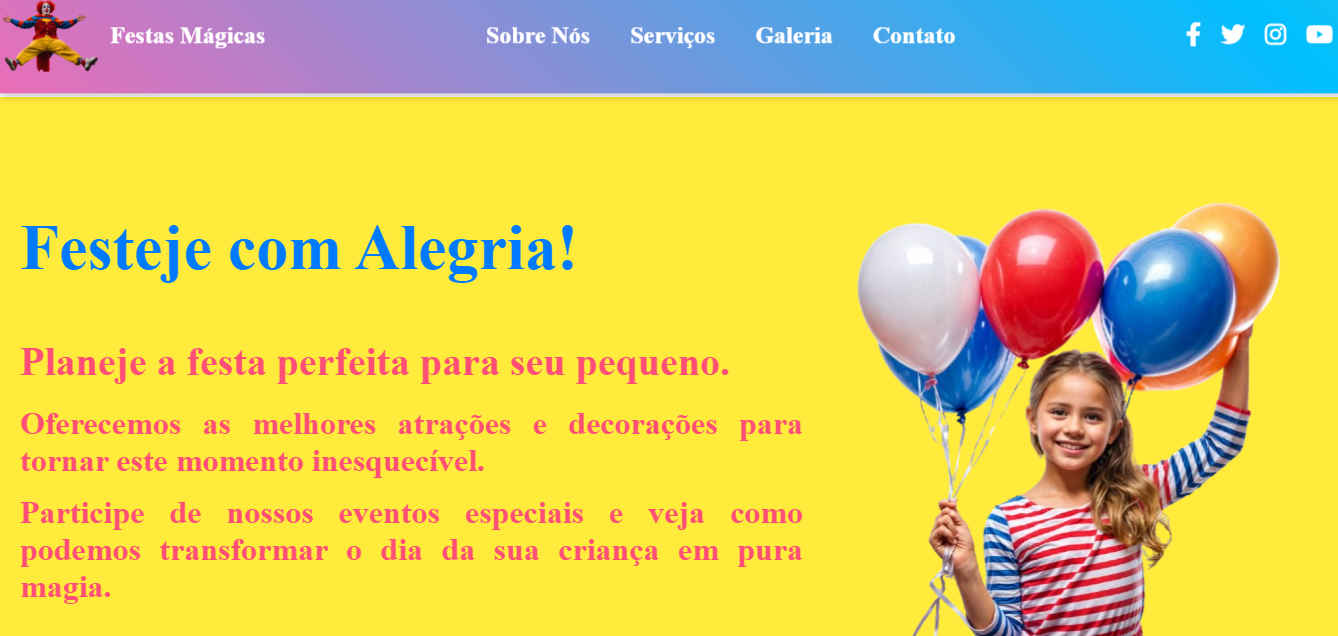 Festas Mágicas
Sobre Nós
Serviços
Galeria
Contato
Festeje com Alegria!
Planeje a festa perfeita para seu pequeno.
Oferecemos as melhores atrações e decorações para
tornar este momento inesquecível.
Participe de nossos eventos especiais e veja como
podemos transformar o dia da sua criança em pura
magia.